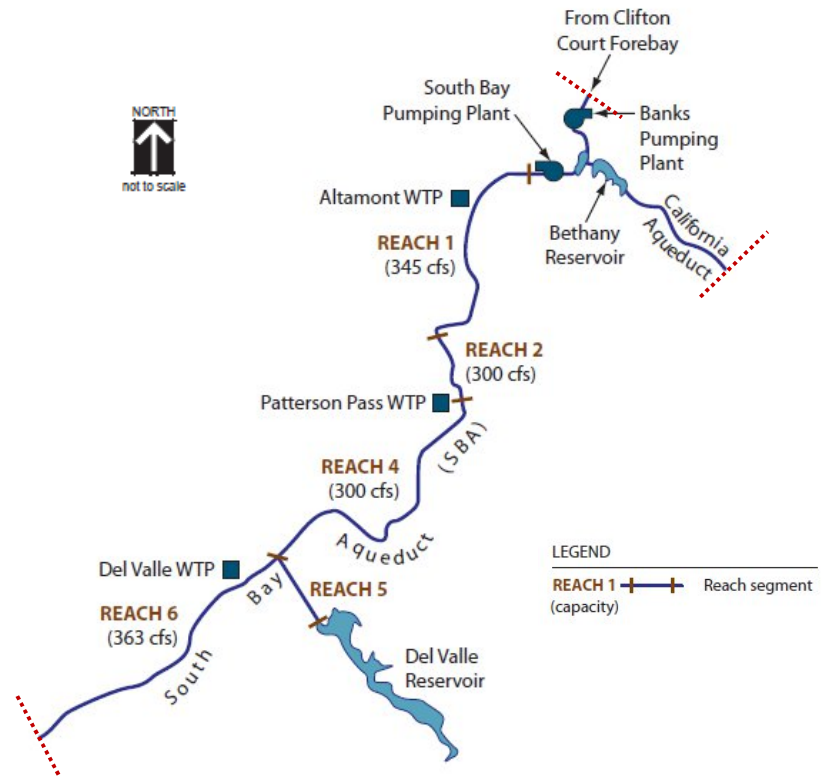 From Clifton
Court Forebay
South Bay
Pumping Plant
Banks
Pumping
Plant
NORTH
not to scale
Altamont WTP
Bethany
Reservoir
California
Aqueduct
REACH 1
(345 cfs)
REACH 2
(300 cfs)
Patterson Pass WTP
(SBA)
REACH 4
(300 cfs)
Aqueduct
Del Valle WTP
Bay
REACH 5
REACH 6
(363 cfs)
South
Del Valle
Reservoir
LEGEND
REACH 1 Reach segment
(capacity)